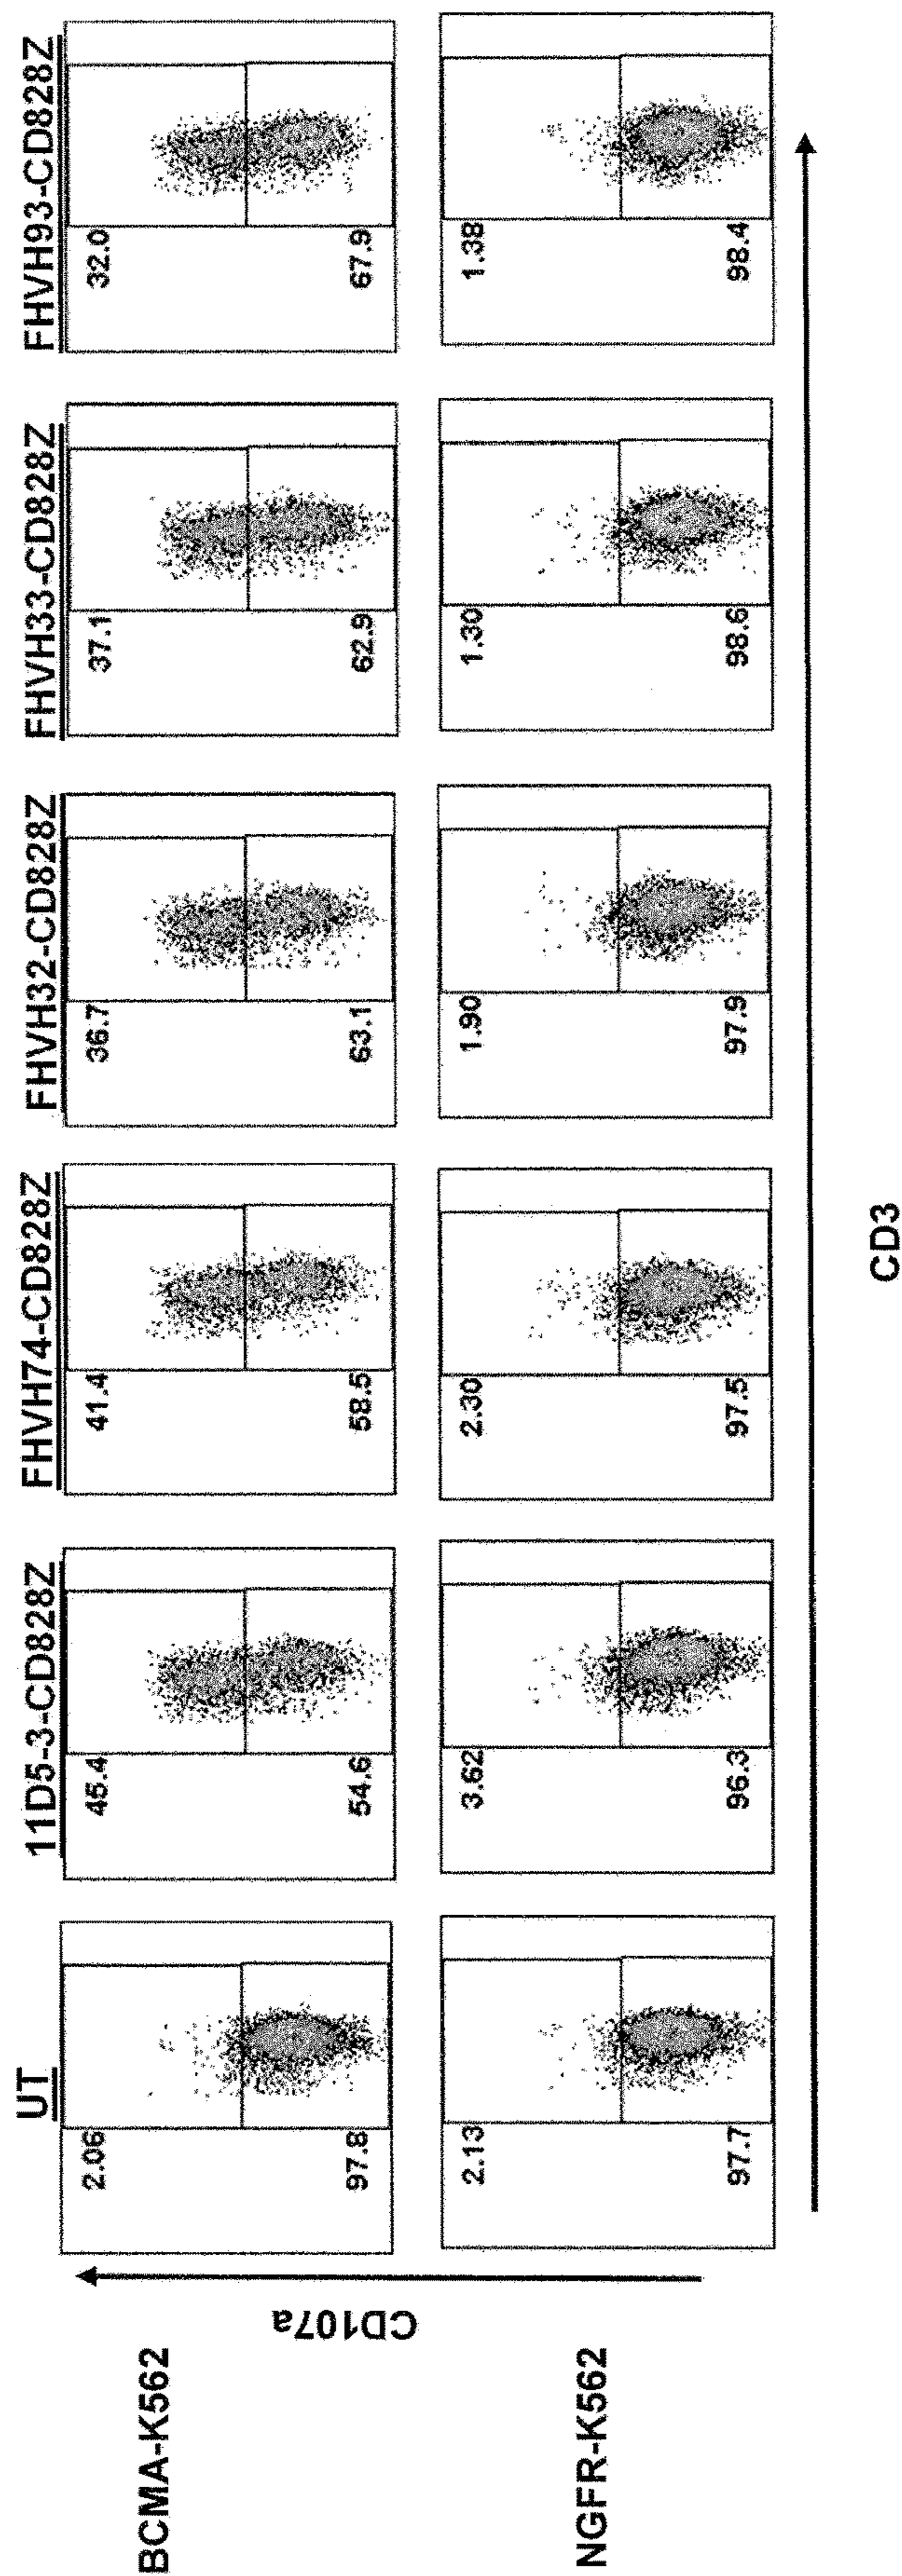 UT 11D5-3-CD828Z FHVH74-CD828Z FHVH32-CD828Z FHVH33-CD828Z FHVH93-CD828Z
BCMA-K562
2.06 45.4 41.4 36.7 37.1 32.0
97.8 54.6 58.5 63.1 62.9 67.9
CD107a
NGFR-K562
2.13 3.62 2.30 1.90 1.30 1.38
97.7 96.3 97.5 97.9 98.6 98.4
CD3